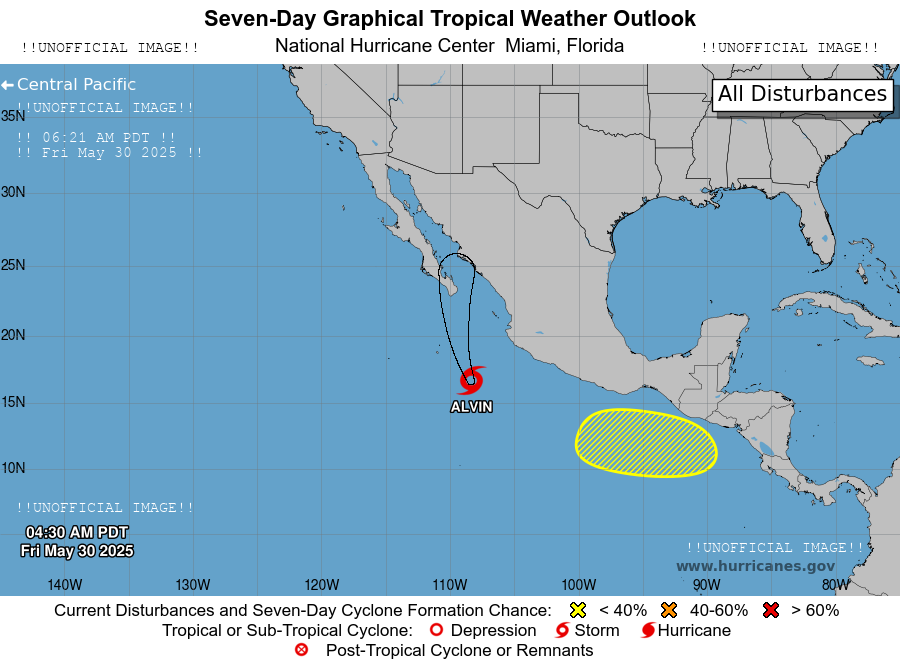 Seven-Day Graphical Tropical Weather Outlook
!!UNOFFICIAL IMAGE!! National Hurricane Center Miami, Florida !!UNOFFICIAL IMAGE!!
Central Pacific
All Disturbances
!!UNOFFICIAL IMAGE!!
35N
!! 06:21 AM PDT !!
!! Fri May 30 2025 !!
30N
25N
20N
15N
ALVIN
10N
!!UNOFFICIAL IMAGE!!
04:30 AM PDT
Fri May 30 2025
!!UNOFFICIAL IMAGE!!
www.hurricanes.gov
140W 130W 120W 110W 100W 90W 80W
Current Disturbances and Seven-Day Cyclone Formation Chance: < 40% 40-60% > 60%
Tropical or Sub-Tropical Cyclone: Depression Storm Hurricane
Post-Tropical Cyclone or Remnants